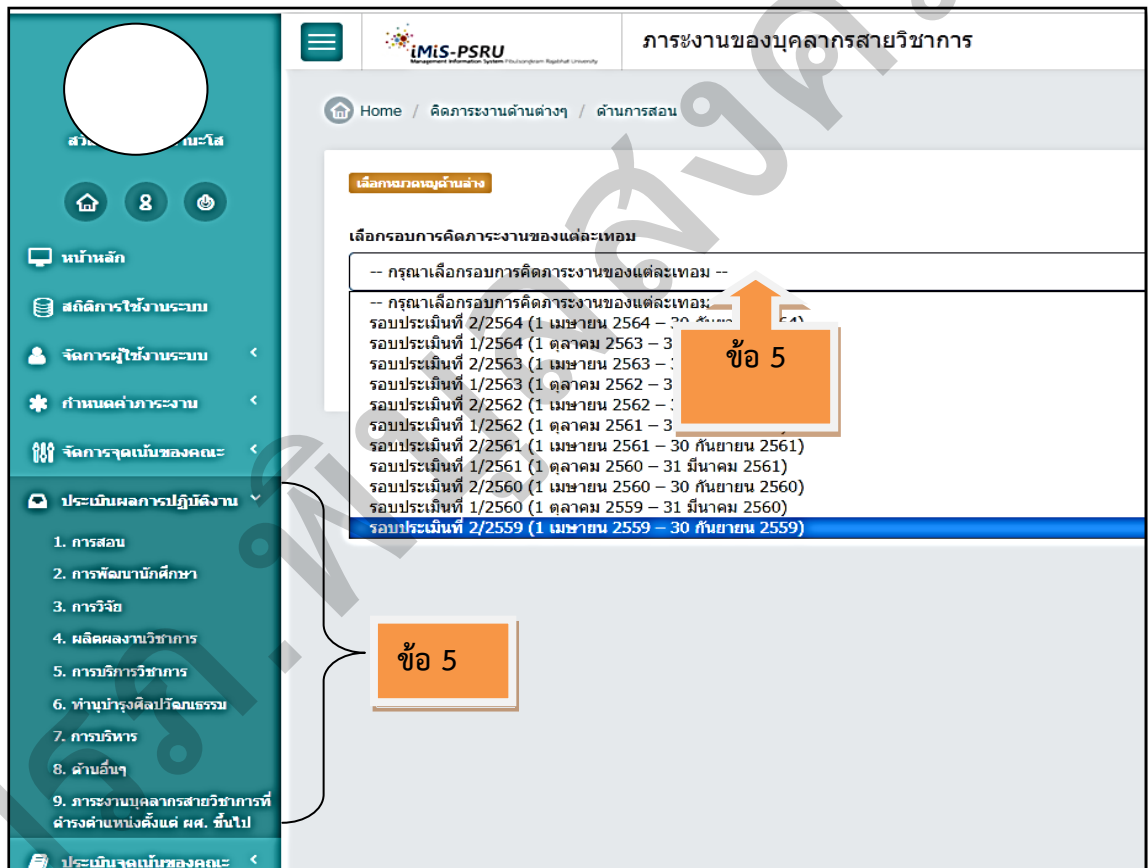 iMiS-PSRU
Management Information System Pibulsongkram Rajabhat University
ภาระงานของบุคลากรสายวิชาการ
Home / คิดภาระงานด้านต่างๆ / ด้านการสอน
หน้าหลัก
สถิติการใช้งานระบบ
จัดการผู้ใช้งานระบบ
กำหนดค่าภาระงาน
จัดการจุดเน้นของคณะ
ประเมินผลการปฏิบัติงาน
1. การสอน
2. การพัฒนานักศึกษา
3. การวิจัย
4. ผลิตผลงานวิชาการ
5. การบริการวิชาการ
6. ทำนุบำรุงศิลปวัฒนธรรม
7. การบริหาร
8. ด้านอื่นๆ
9. ภาระงานบุคลากรสายวิชาการที่
ดำรงตำแหน่งตั้งแต่ ผศ. ขึ้นไป
ประเมินจุดเน้นของคณะ
เลือกหมวดหมู่ด้านล่าง
เลือกรอบการคิดภาระงานของแต่ละเทอม
-- กรุณาเลือกรอบการคิดภาระงานของแต่ละเทอม --
-- กรุณาเลือกรอบการคิดภาระงานของแต่ละเทอม
รอบประเมินที่ 2/2564 (1 เมษายน 2564 – 30
รอบประเมินที่ 1/2564 (1 ตุลาคม 2563 – 3
รอบประเมินที่ 2/2563 (1 เมษายน 2563 –
รอบประเมินที่ 1/2563 (1 ตุลาคม 2562 – 3
รอบประเมินที่ 2/2562 (1 เมษายน 2562 –
รอบประเมินที่ 1/2562 (1 ตุลาคม 2561 – 3
รอบประเมินที่ 2/2561 (1 เมษายน 2561 – 30 กันยายน 2561)
รอบประเมินที่ 1/2561 (1 ตุลาคม 2560 – 31 มีนาคม 2561)
รอบประเมินที่ 2/2560 (1 เมษายน 2560 – 30 กันยายน 2560)
รอบประเมินที่ 1/2560 (1 ตุลาคม 2559 – 31 มีนาคม 2560)
รอบประเมินที่ 2/2559 (1 เมษายน 2559 – 30 กันยายน 2559)
ข้อ 5
ข้อ 5